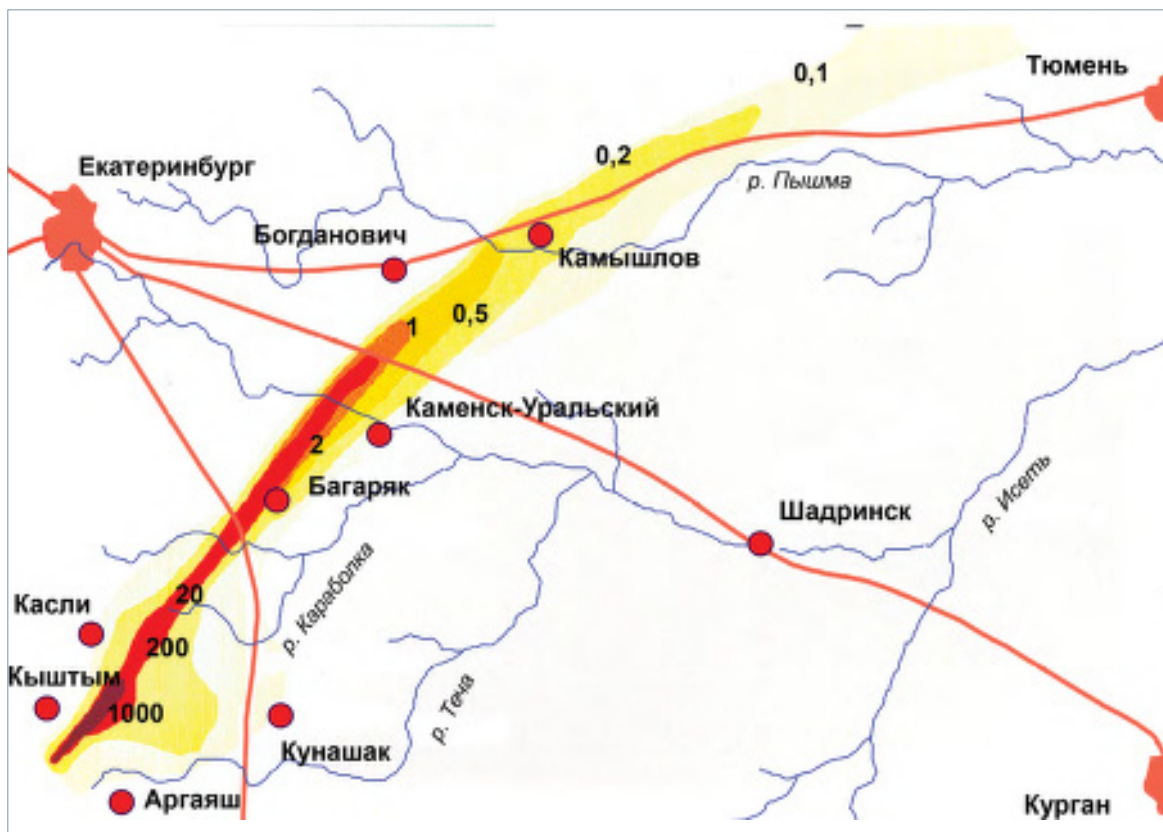 0,1
Тюмень
Екатеринбург
0,2
р. Пышма
Богданович
Камышлов
0,5
1
Каменск-Уральский
2
Багаряк
Шадринск
р. Исеть
20
Касли
р. Караболка
200
Кыштым
1000
р. Теча
Кунашак
Аргаяш
Курган